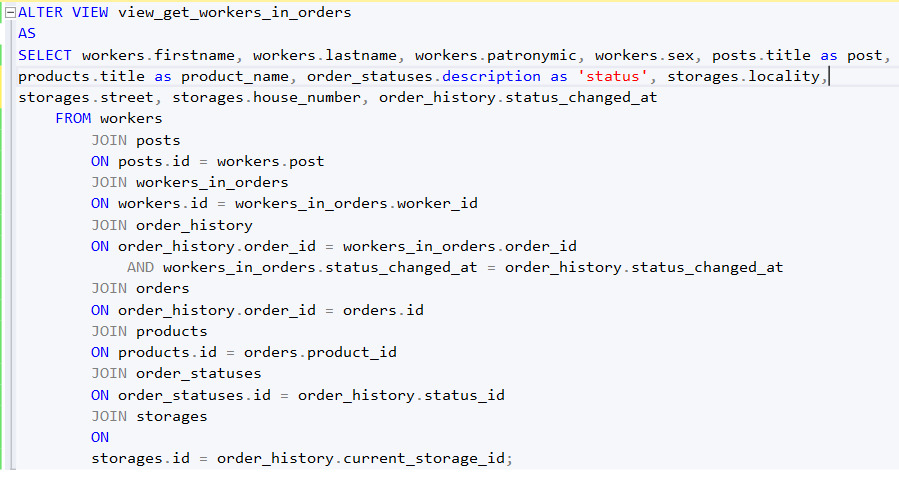 ALTER VIEW view_get_workers_in_orders
AS
SELECT workers.firstname, workers.lastname, workers.patronymic, workers.sex, posts.title as post,
products.title as product_name, order_statuses.description as 'status', storages.locality,
storages.street, storages.house_number, order_history.status_changed_at
    FROM workers
        JOIN posts
        ON posts.id = workers.post
        JOIN workers_in_orders
        ON workers.id = workers_in_orders.worker_id
        JOIN order_history
        ON order_history.order_id = workers_in_orders.order_id
            AND workers_in_orders.status_changed_at = order_history.status_changed_at
        JOIN orders
        ON order_history.order_id = orders.id
        JOIN products
        ON products.id = orders.product_id
        JOIN order_statuses
        ON order_statuses.id = order_history.status_id
        JOIN storages
        ON
        storages.id = order_history.current_storage_id;